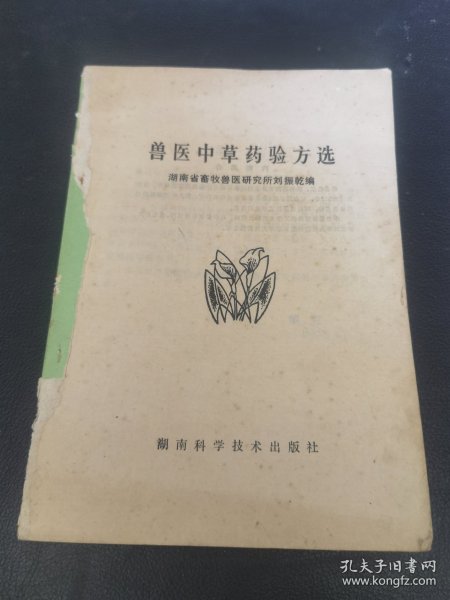 兽医中草药验方选
湖南省畜牧兽医研究所刘振乾编
湖南科学技术出版社
孔夫子旧书网
www.kongfz.com